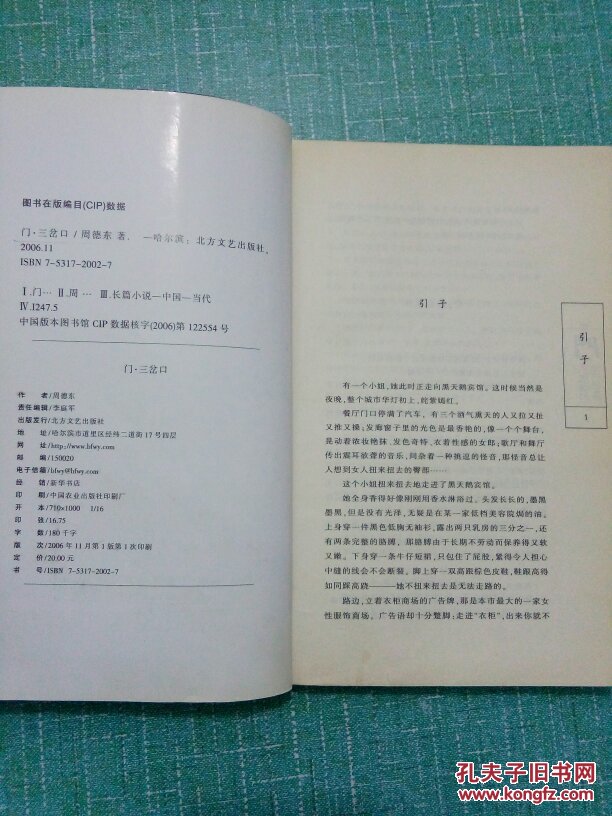 图书在版编目(CIP)数据
门·三岔口/周德东 著. —哈尔滨: 北方文艺出版社,
2006.11
ISBN 7-5317-2002-7
Ⅰ.门… Ⅱ.周… Ⅲ.长篇小说—中国—当代
Ⅳ.I247.5
中国版本图书馆CIP数据核字(2006)第122554号
门·三岔口
作 者/周德东
责任编辑/李庭军
出版发行/北方文艺出版社
地 址/哈尔滨市道里区经纬二道街17号四层
网 址/http://www.bfwy.com
邮 编/150020
电子信箱/bfwy@bfwy.com
经 销/新华书店
印 刷/中国农业出版社印刷厂
开 本/710×1000 1/16
印 张/16.75
字 数/180千字
版 次/2006年11月第1版第1次印刷
定 价/20.00元
书 号/ISBN 7-5317-2002-7
引 子
有一个小姐,她此时正走向黑天鹅宾馆。这时候当然是
夜晚,整个城市华灯初上,姹紫嫣红。
餐厅门口停满了汽车,有三个酒气熏天的人又拉又扯
又推又搡;发廊窗子里的光色是最香艳的,像一个个舞台,
是动着浓妆艳抹、发色奇特、衣着性感的女郎;歌厅和舞厅
传出震耳欲聋的音乐,间杂着一种挑逗的怪音,那怪音总让
人想到女人扭来扭去的臀部……
这个小姐扭来扭去地走进了黑天鹅宾馆。
她全身香得好像刚刚用香水淋浴过。头发长长的,墨黑
墨黑,但是没有光泽,无疑是在某一家低档美容院焗的油。
上身穿一件黑色低胸无袖衫,露出两只乳房的三分之一,还
有两条完整的胳膊,那胳膊由于长期不劳动而保养得又软
又嫩。下身穿一条牛仔短裙,只包住了屁股,紧得令人担心
中缝的线会不会断裂。脚上穿一双高跟棕色皮鞋,鞋跟高得
如同踩高跷———她不扭来扭去是无法走路的。
路边,立着衣柜商场的广告牌,那是本市最大的一家女
性服饰商场。广告语却十分蹩脚:走进“衣柜”,出来你就不
引
子
1
孔夫子旧书网
www.kongfz.com